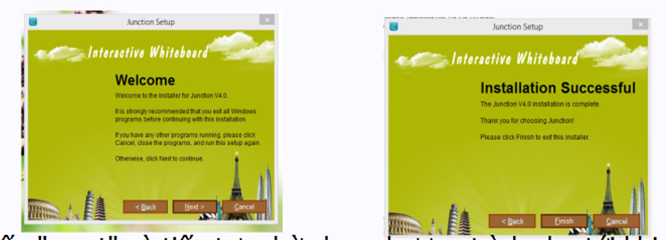 Junction Setup
Interactive Whiteboard
Welcome
Welcome to the installer for Junction V4.0.
It is strongly recommended that you exit all Windows
programs before continuing with this installation.
If you have any other programs running, please click
Cancel, close the programs, and run this setup again.
Otherwise, click Next to continue.
< Back Next > Cancel
Junction Setup
Interactive Whiteboard
Installation Successful
The Junction V4.0 installation is complete.
Thank you for choosing Junction!
Please click Finish to exit this installer.
< Back Finish Cancel